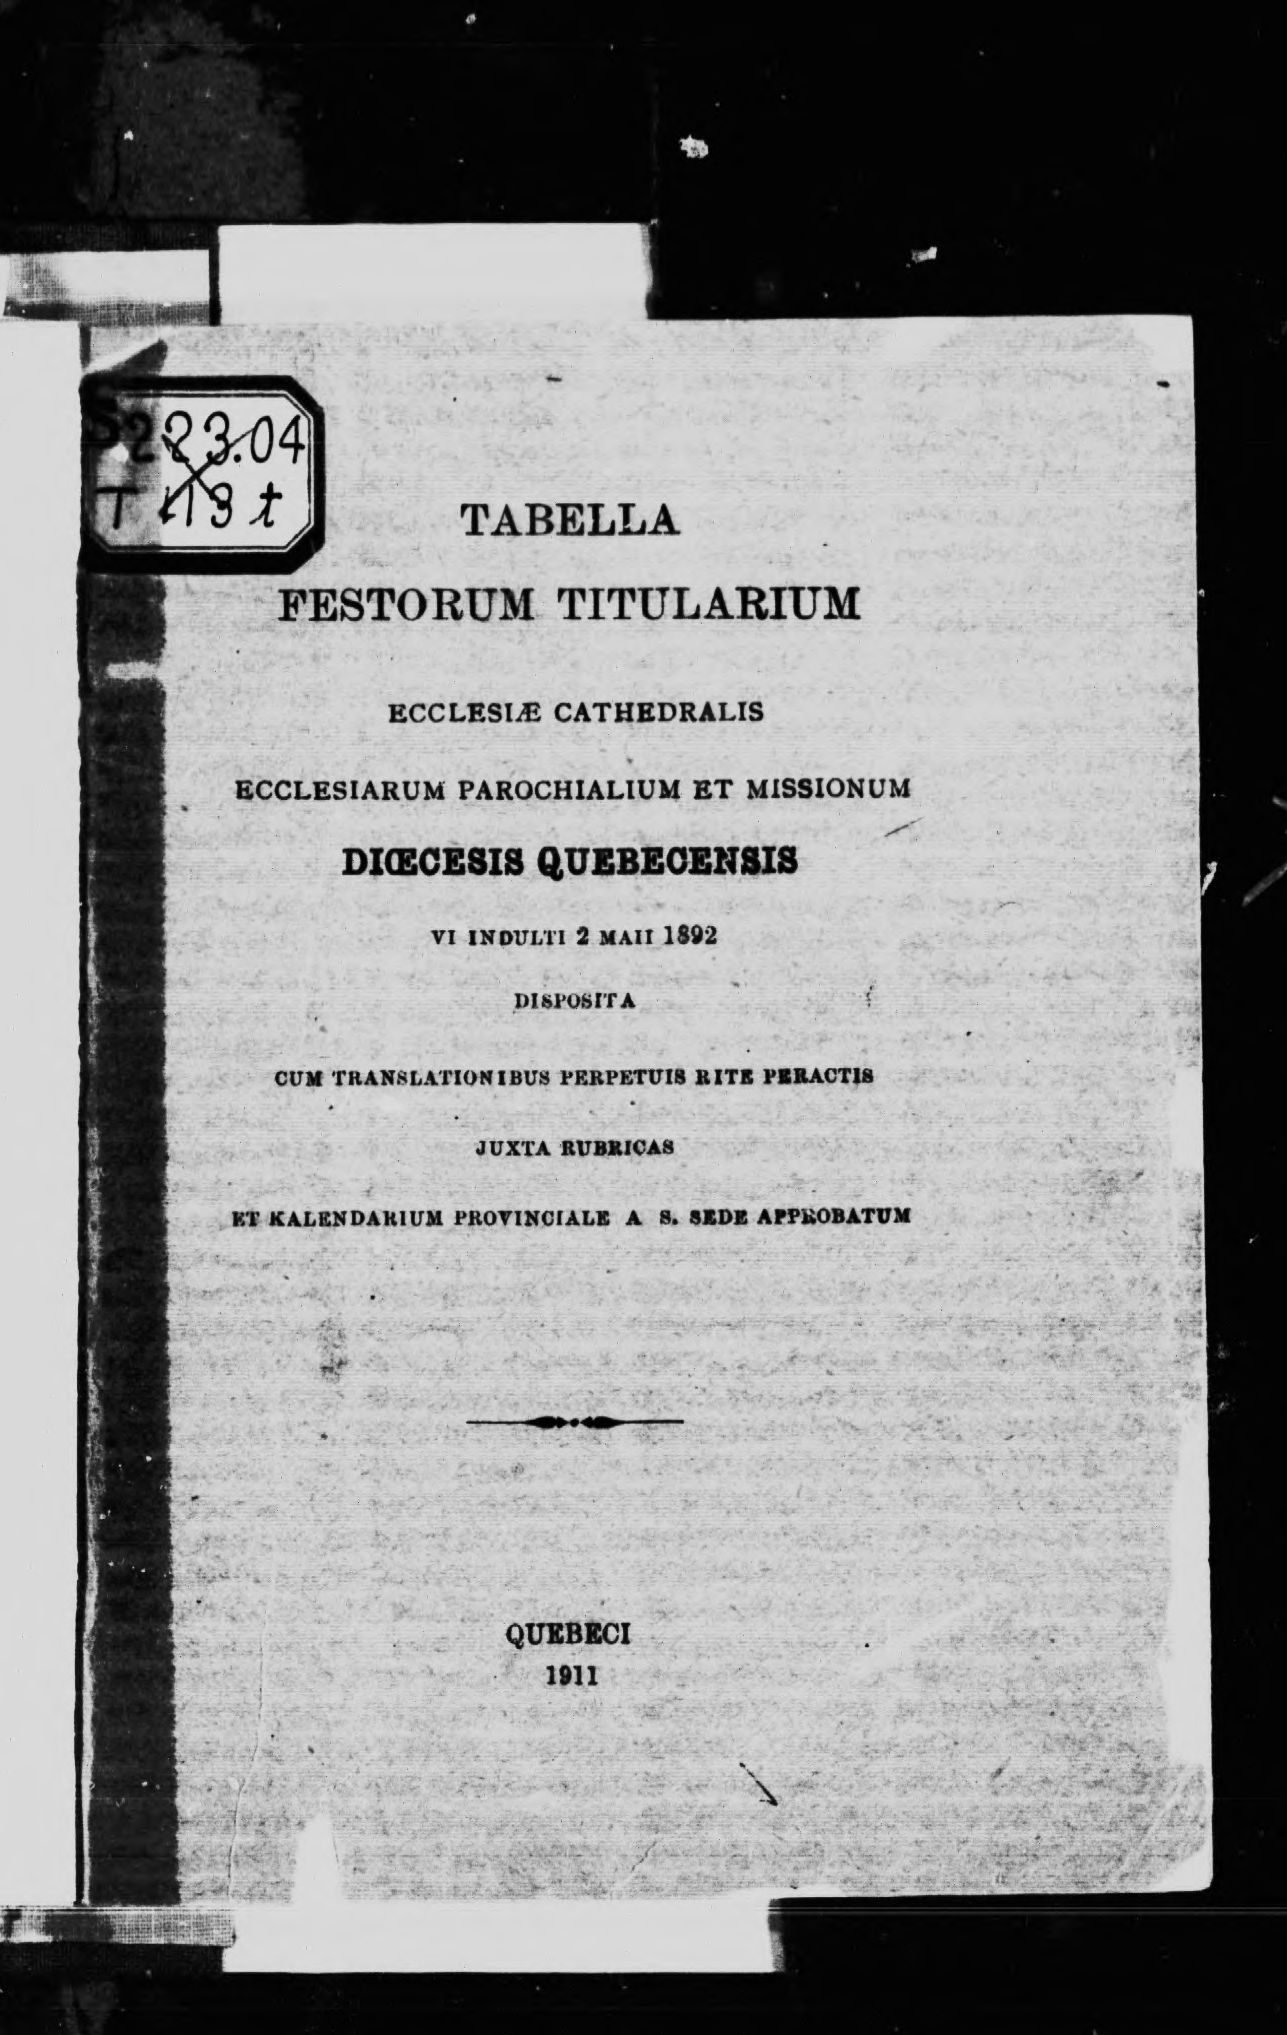 S223.04
T113t
TABELLA
FESTORUM TITULARIUM
ECCLESIÆ CATHEDRALIS
ECCLESIARUM PAROCHIALIUM ET MISSIONUM
DIŒCESIS QUEBECENSIS
VI INDULTI 2 MAII 1892
DISPOSITA
CUM TRANSLATIONIBUS PERPETUIS RITE PERACTIS
JUXTA RUBRICAS
ET KALENDARIUM PROVINCIALE A S. SEDE APPROBATUM
QUEBECI
1911